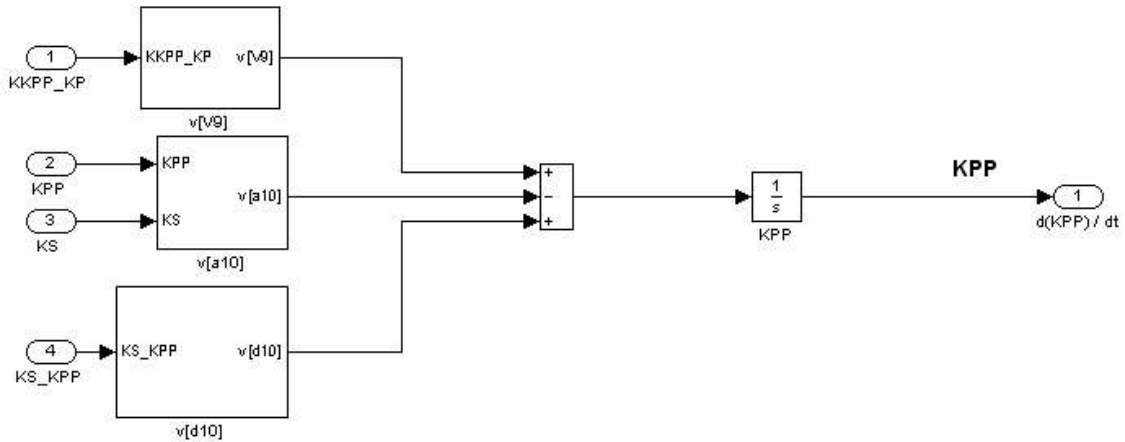 1
KKPP_KP
KKPP_KP v[V9]
v[V9]
2
KPP
3
KS
KPP
KS
v[a10]
v[a10]
4
KS_KPP
KS_KPP v[d10]
v[d10]
+
−
+
1
s
KPP
KPP
1
d(KPP) / dt